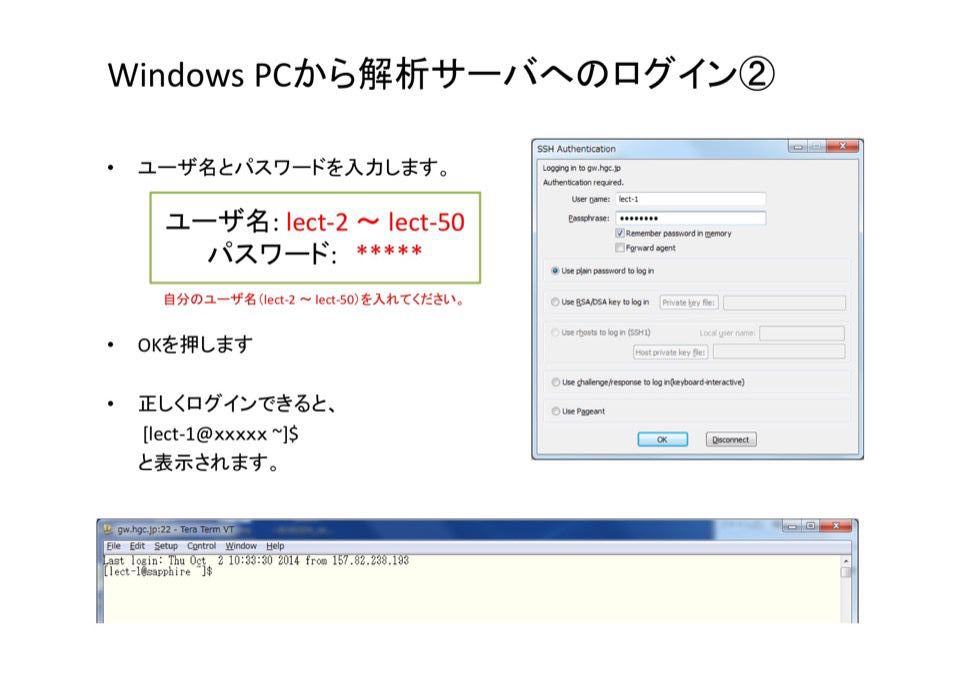 Windows PCから解析サーバへのログイン②
• ユーザ名とパスワードを入力します。
ユーザ名: lect-2 ～ lect-50
パスワード: *****
自分のユーザ名(lect-2 ～ lect-50)を入れてください。
• OKを押します
• 正しくログインできると、
[lect-1@xxxxx ~]$
と表示されます。
SSH Authentication
Logging in to gw.hgc.jp
Authentication required.
User name: lect-1
Passphrase: ●●●●●●●●
Remember password in memory
Forward agent
Use plain password to log in
Use RSA/DSA key to log in Private key file:
Use rhosts to log in (SSH1) Local user name:
Host private key file:
Use challenge/response to log in(keyboard-interactive)
Use Pageant
OK Disconnect
gw.hgc.jp:22 - Tera Term VT
File Edit Setup Control Window Help
Last login: Thu Oct  2 10:33:30 2014 from 157.82.238.193
[lect-1@sapphire ~]$